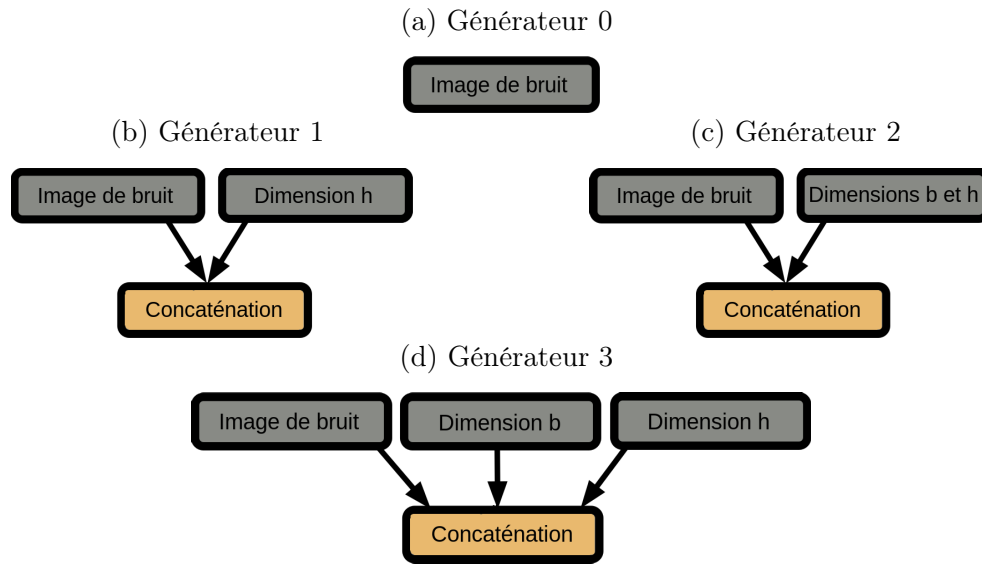 (a) Générateur 0
Image de bruit
(b) Générateur 1
(c) Générateur 2
Image de bruit
Dimension h
Image de bruit
Dimensions b et h
Concaténation
Concaténation
(d) Générateur 3
Image de bruit
Dimension b
Dimension h
Concaténation